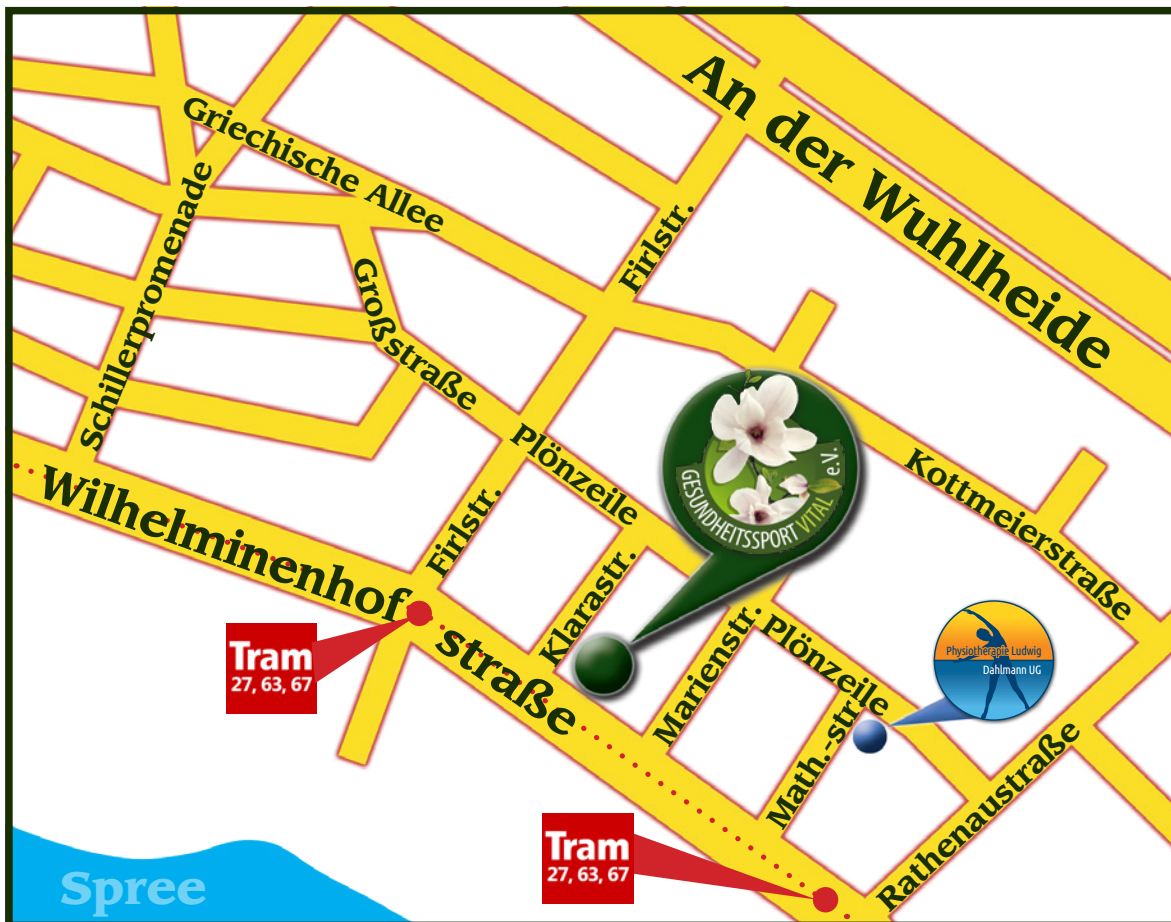 An der Wuhlheide
Griechische Allee
Schillerpromenade
Firlstr.
Großstraße
Plönzeile
GESUNDHEITSSPORT VITAL e.V.
Kottmeierstraße
Wilhelminenhof
straße
Firlstr.
Klarastr.
Marienstr.
Plönzeile
Math.-str.
Physiotherapie Ludwig
Dahlmann UG
Rathenaustraße
Tram
27, 63, 67
Tram
27, 63, 67
Spree